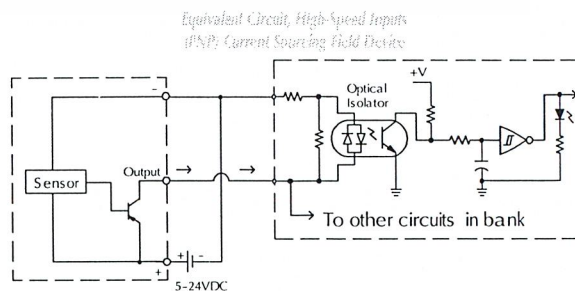 Equivalent Circuit, High-Speed Inputs
(PNP) Current Sourcing Field Device
+V
Optical
Isolator
−
Sensor
Output
To other circuits in bank
+
+ -
5-24VDC